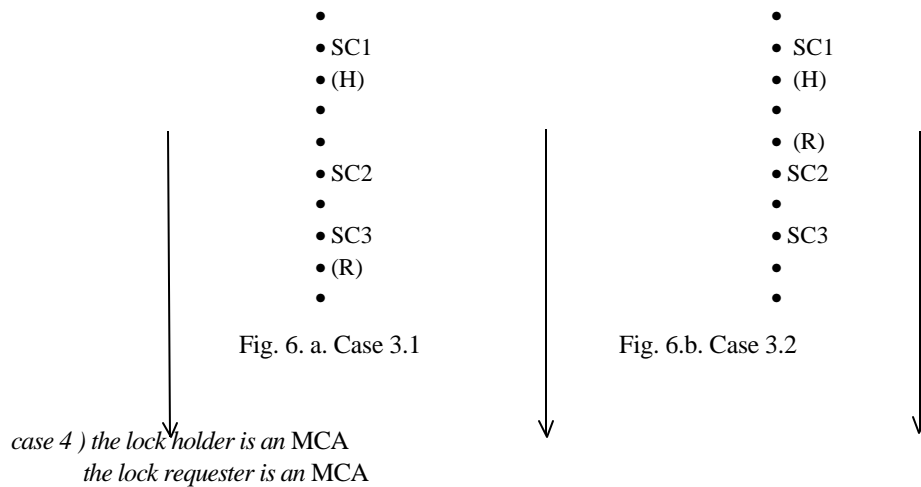 •
• SC1
• (H)
•
•
• SC2
•
• SC3
• (R)
•
Fig. 6. a. Case 3.1
•
• SC1
• (H)
•
• (R)
• SC2
•
• SC3
•
•
Fig. 6.b. Case 3.2
case 4 ) the lock holder is an MCA
the lock requester is an MCA